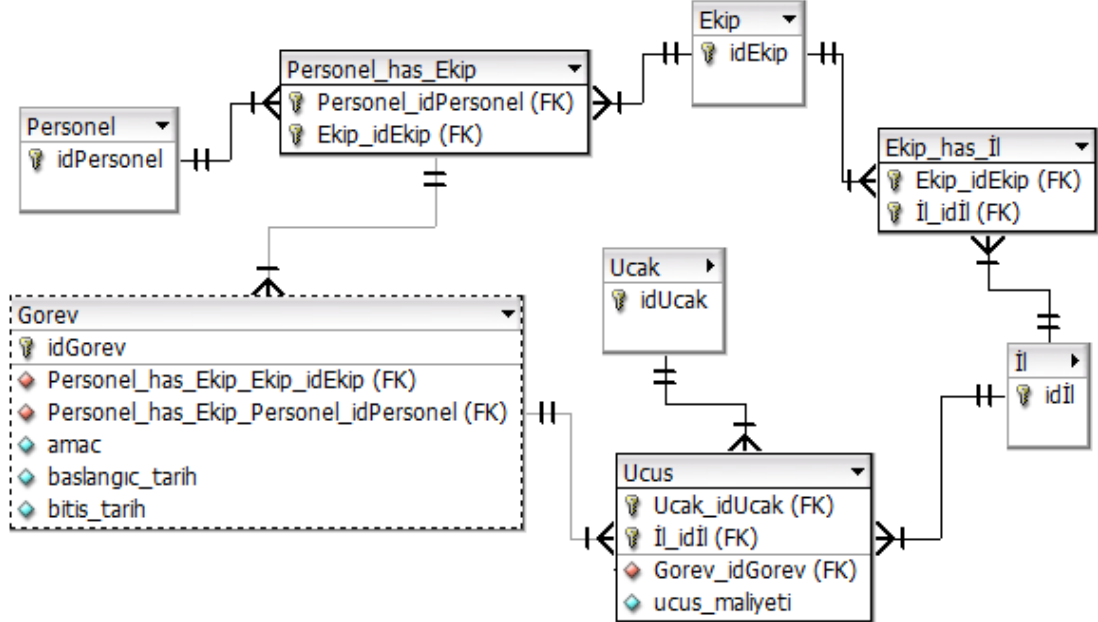 Ekip
idEkip
Personel_has_Ekip
Personel_idPersonel (FK)
Ekip_idEkip (FK)
Personel
idPersonel
Ekip_has_İl
Ekip_idEkip (FK)
İl_idİl (FK)
Ucak
idUcak
Gorev
idGorev
Personel_has_Ekip_Ekip_idEkip (FK)
Personel_has_Ekip_Personel_idPersonel (FK)
amac
baslangıc_tarih
bitis_tarih
İl
idİl
Ucus
Ucak_idUcak (FK)
İl_idİl (FK)
Gorev_idGorev (FK)
ucus_maliyeti